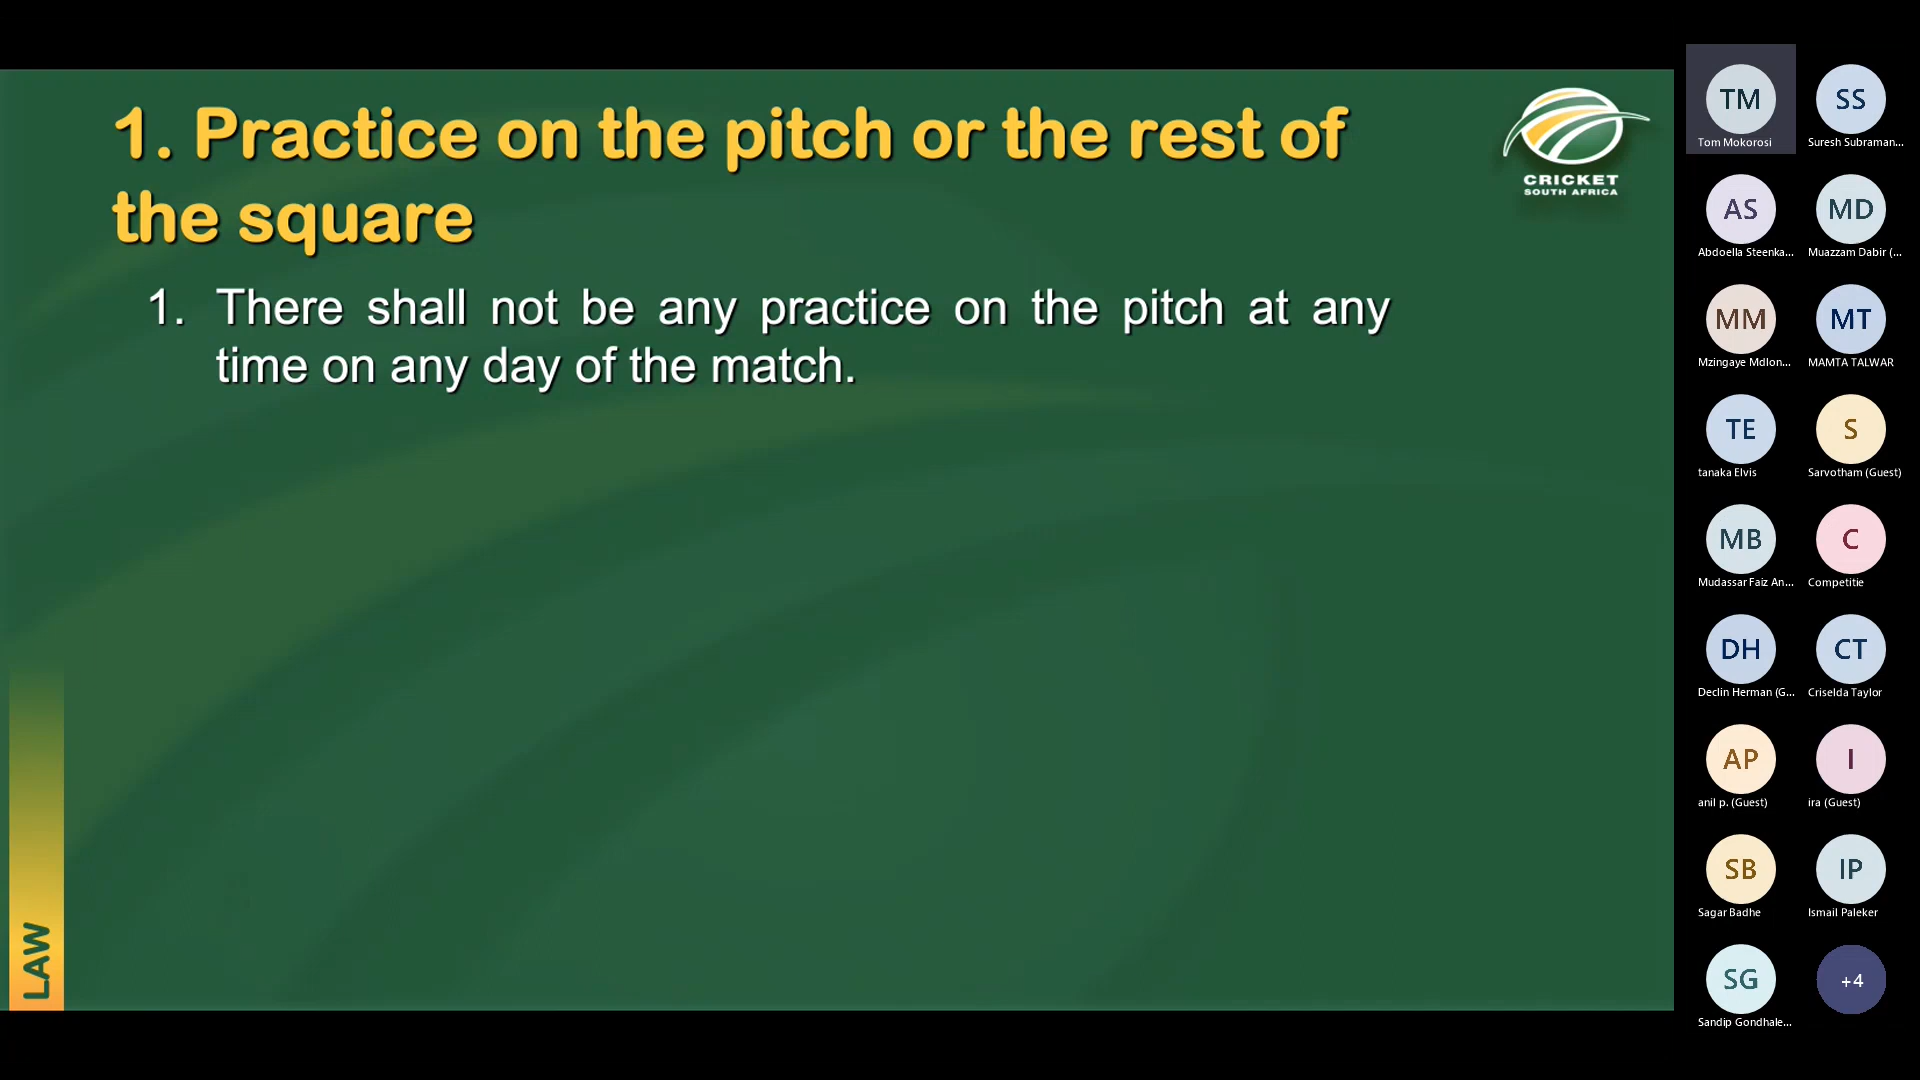 1. Practice on the pitch or the rest of
the square
1. There shall not be any practice on the pitch at any
time on any day of the match.
CRICKET
SOUTH AFRICA
LAW
TM
Tom Mokorosi
SS
Suresh Subraman...
AS
Abdoella Steenka...
MD
Muazzam Dabir (...
MM
Mzingaye Mdlon...
MT
MAMTA TALWAR
TE
tanaka Elvis
S
Sarvotham (Guest)
MB
Mudassar Faiz An...
C
Competitie
DH
Declin Herman (G...
CT
Criselda Taylor
AP
anil p. (Guest)
I
ira (Guest)
SB
Sagar Badhe
IP
Ismail Paleker
SG
Sandip Gondhale...
+4